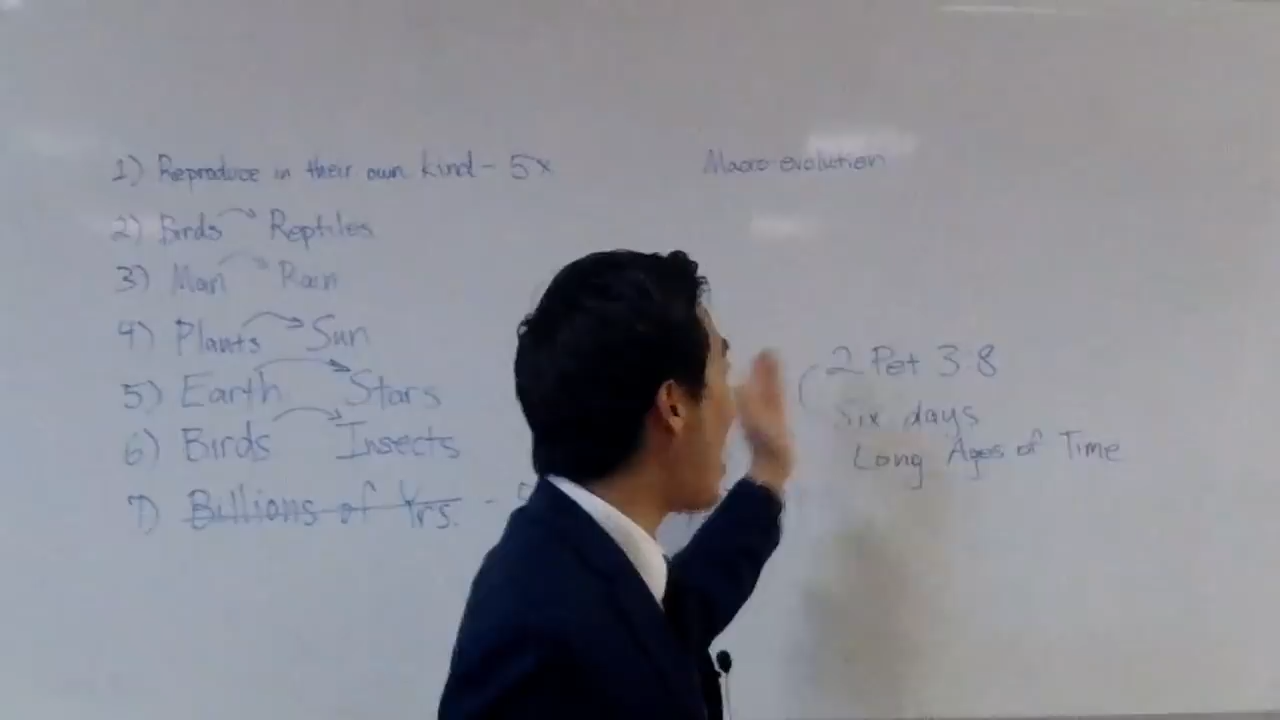 1) Reproduce in their own kind - 5x
Macro evolution
2) Birds → Reptiles
3) Man → Rain
4) Plants → Sun
5) Earth → Stars
6) Birds → Insects
7) Billions of Yrs. -
2 Pet 3:8
Six days
Long Ages of Time